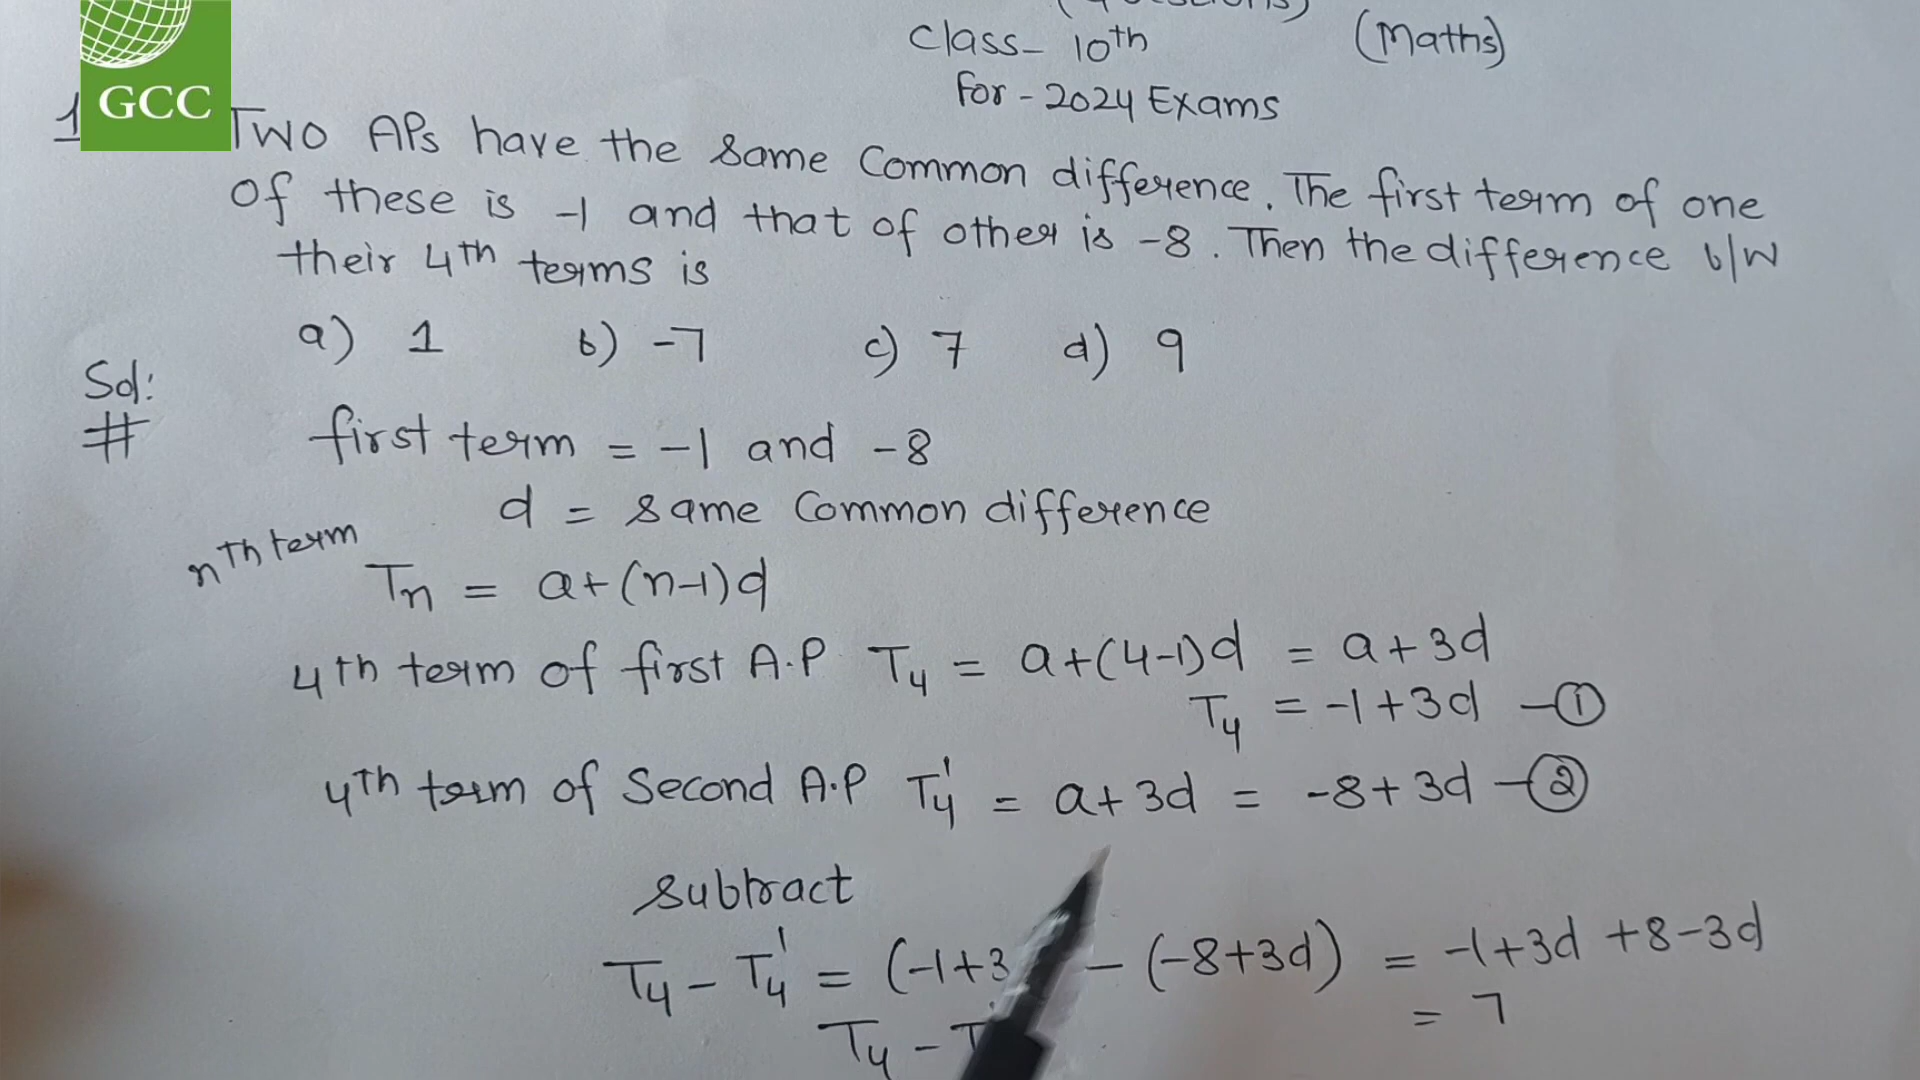 (Questions)
Class- 10th (Maths)
For - 2024 Exams
GCC
1 Two APs have the same Common difference. The first term of one
of these is -1 and that of other is -8. Then the difference b/w
their 4th terms is
a) 1 b) -7 c) 7 d) 9
Sol:
first term = -1 and -8
d = same Common difference
nth term
Tn = a+(n-1)d
4th term of first A.P T4 = a+(4-1)d = a+3d
T4 = -1+3d -①
4th term of Second A.P T4' = a+3d = -8+3d -②
subtract
T4 - T4' = (-1+3 - (-8+3d) = -1+3d +8-3d
= 7
T4 - T